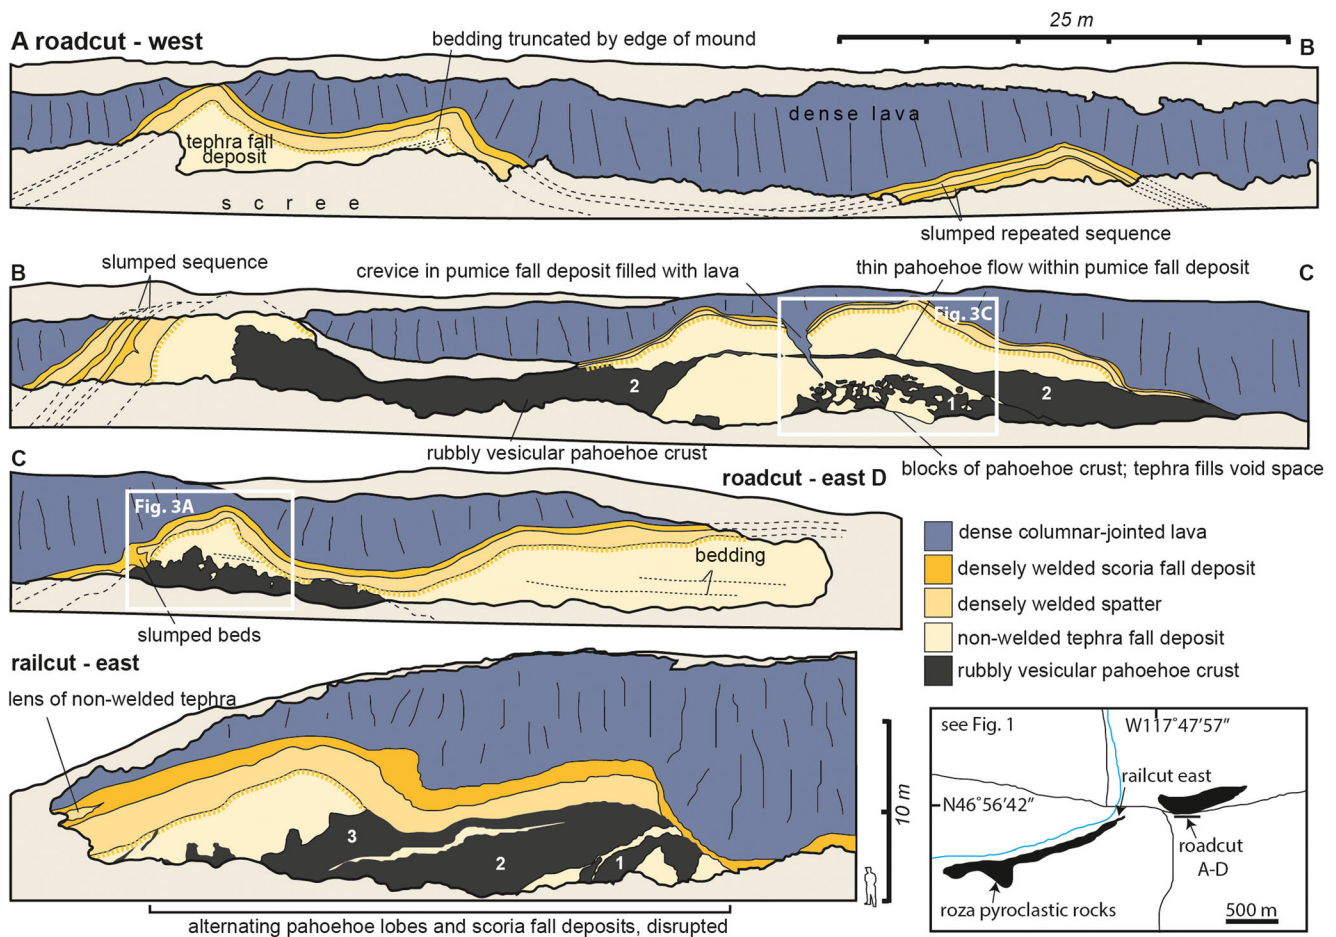 A roadcut - west
bedding truncated by edge of mound
25 m
B
dense lava
tephra fall
deposit
scree
slumped repeated sequence
B
slumped sequence
crevice in pumice fall deposit filled with lava
thin pahoehoe flow within pumice fall deposit
C
Fig. 3C
2
1
2
rubbly vesicular pahoehoe crust
blocks of pahoehoe crust; tephra fills void space
C
roadcut - east D
Fig. 3A
bedding
slumped beds
dense columnar-jointed lava
densely welded scoria fall deposit
densely welded spatter
non-welded tephra fall deposit
rubbly vesicular pahoehoe crust
railcut - east
lens of non-welded tephra
3
2
1
10 m
alternating pahoehoe lobes and scoria fall deposits, disrupted
see Fig. 1
W117°47'57"
railcut east
N46°56'42"
roadcut
A-D
roza pyroclastic rocks
500 m